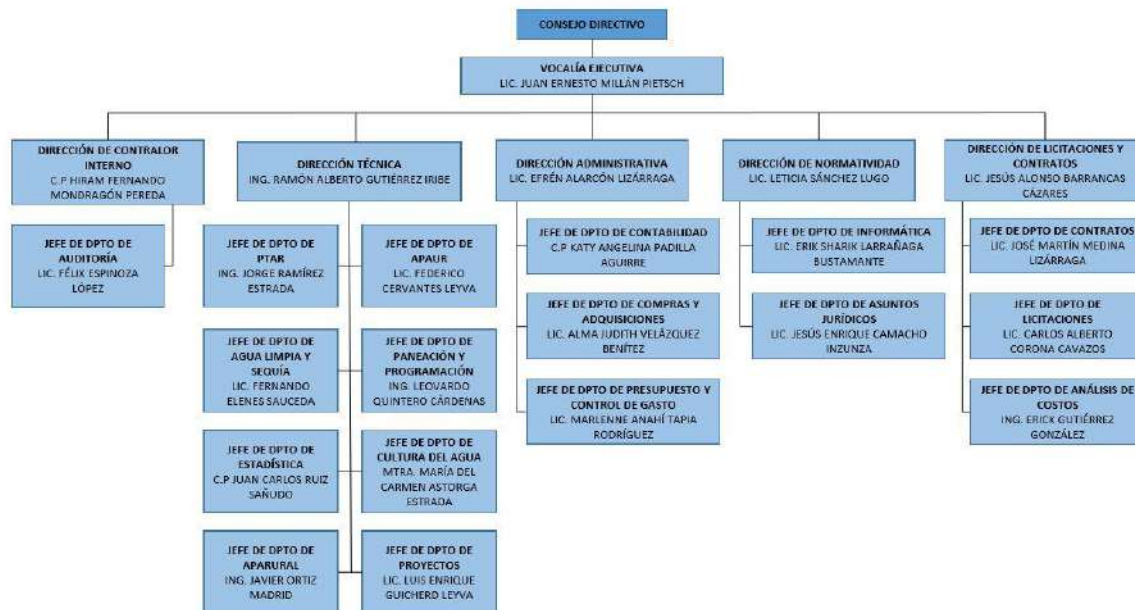 CONSEJO DIRECTIVO
VOCALÍA EJECUTIVA
LIC. JUAN ERNESTO MILLÁN PIETSCH
DIRECCIÓN DE CONTRALOR
INTERNO
C.P HIRAM FERNANDO
MONDRAGÓN PEREDA
DIRECCIÓN TÉCNICA
ING. RAMÓN ALBERTO GUTIÉRREZ IRIBE
DIRECCIÓN ADMINISTRATIVA
LIC. EFRÉN ALARCÓN LIZÁRRAGA
DIRECCIÓN DE NORMATIVIDAD
LIC. LETICIA SÁNCHEZ LUGO
DIRECCIÓN DE LICITACIONES Y
CONTRATOS
LIC. JESÚS ALONSO BARRANCAS
CÁZARES
JEFE DE DPTO DE
AUDITORÍA
LIC. FÉLIX ESPINOZA
LÓPEZ
JEFE DE DPTO DE
PTAR
ING. JORGE RAMÍREZ
ESTRADA
JEFE DE DPTO DE
APAUR
LIC. FEDERICO
CERVANTES LEYVA
JEFE DE DPTO DE CONTABILIDAD
C.P KATY ANGELINA PADILLA
AGUIRRE
JEFE DE DPTO DE INFORMÁTICA
LIC. ERIK SHARIK LARRAÑAGA
BUSTAMANTE
JEFE DE DPTO DE CONTRATOS
LIC. JOSÉ MARTÍN MEDINA
LIZÁRRAGA
JEFE DE DPTO DE
AGUA LIMPIA Y
SEQUÍA
LIC. FERNANDO
ELENES SAUCEDA
JEFE DE DPTO DE
PANEACIÓN Y
PROGRAMACIÓN
ING. LEOVARDO
QUINTERO CÁRDENAS
JEFE DE DPTO DE COMPRAS Y
ADQUISICIONES
LIC. ALMA JUDITH VELÁZQUEZ
BENÍTEZ
JEFE DE DPTO DE ASUNTOS
JURÍDICOS
LIC. JESÚS ENRIQUE CAMACHO
INZUNZA
JEFE DE DPTO DE
LICITACIONES
LIC. CARLOS ALBERTO
CORONA CAVAZOS
JEFE DE DPTO DE PRESUPUESTO Y
CONTROL DE GASTO
LIC. MARLENNE ANAHÍ TAPIA
RODRÍGUEZ
JEFE DE DPTO DE ANÁLISIS DE
COSTOS
ING. ERICK GUTIÉRREZ
GONZÁLEZ
JEFE DE DPTO DE
ESTADÍSTICA
C.P JUAN CARLOS RUIZ
SAÑUDO
JEFE DE DPTO DE
CULTURA DEL AGUA
MTRA. MARÍA DEL
CARMEN ASTORGA
ESTRADA
JEFE DE DPTO DE
APARURAL
ING. JAVIER ORTIZ
MADRID
JEFE DE DPTO DE
PROYECTOS
LIC. LUIS ENRIQUE
GUICHERD LEYVA